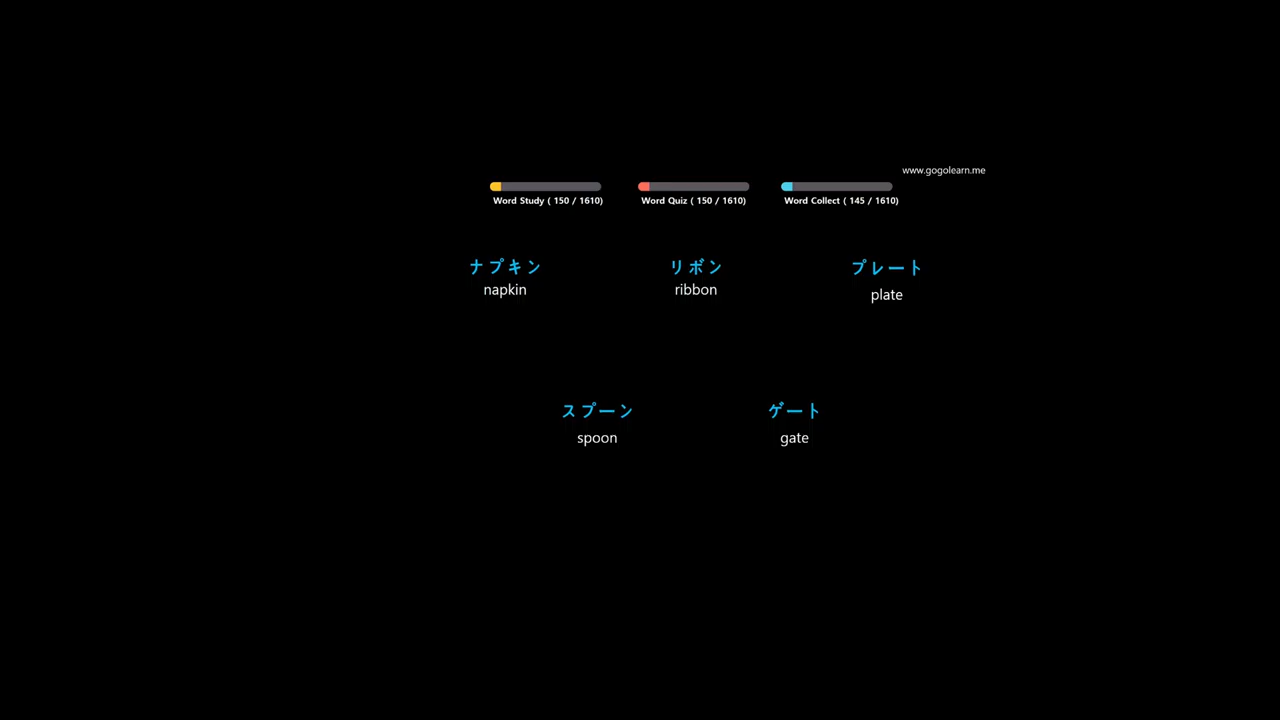 www.gogolearn.me
Word Study ( 150 / 1610)
Word Quiz ( 150 / 1610)
Word Collect ( 145 / 1610)
ナプキン
napkin
リボン
ribbon
プレート
plate
スプーン
spoon
ゲート
gate